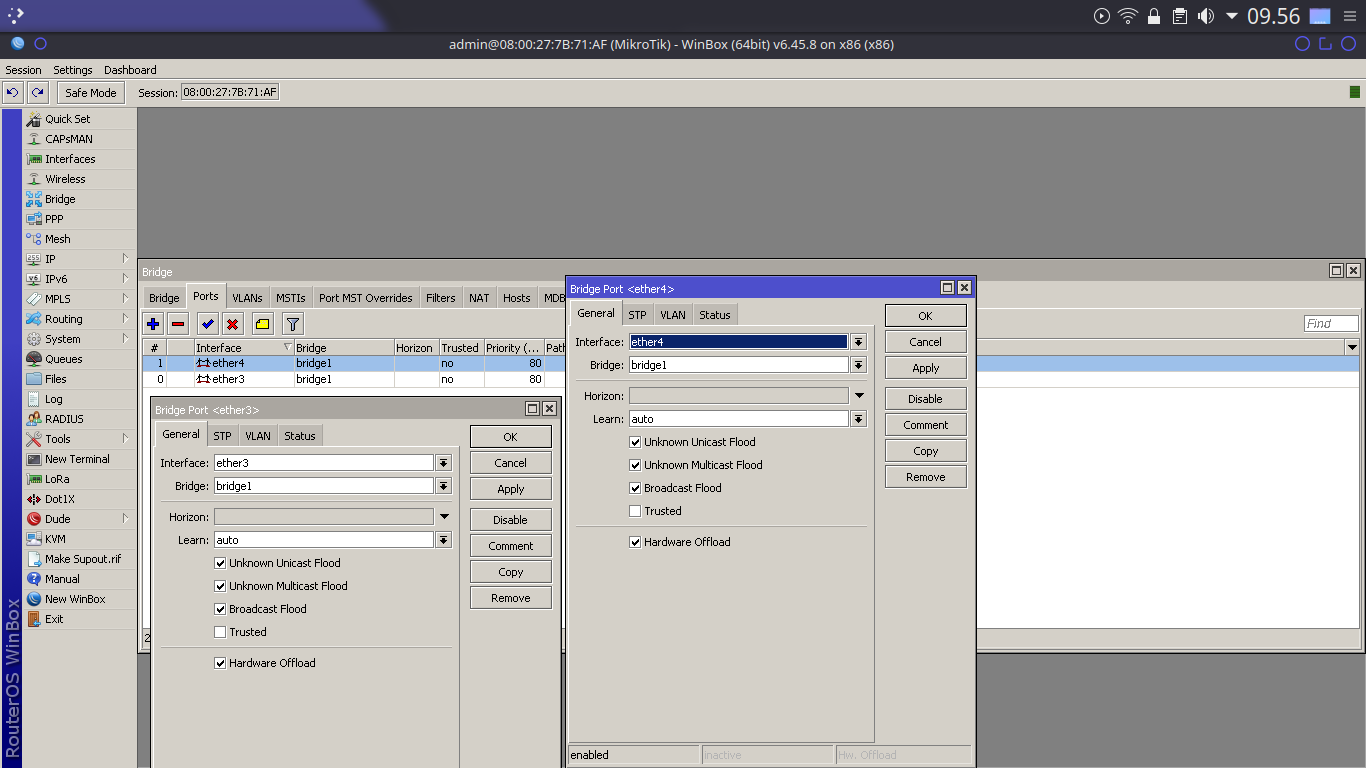 09.56
admin@08:00:27:7B:71:AF (MikroTik) - WinBox (64bit) v6.45.8 on x86 (x86)
Session Settings Dashboard
Safe Mode Session: 08:00:27:7B:71:AF
RouterOS WinBox
Quick Set
CAPsMAN
Interfaces
Wireless
Bridge
PPP
Mesh
IP
IPv6
MPLS
Routing
System
Queues
Files
Log
RADIUS
Tools
New Terminal
LoRa
Dot1X
Dude
KVM
Make Supout.rif
Manual
New WinBox
Exit
Bridge
Bridge Ports VLANs MSTIs Port MST Overrides Filters NAT Hosts MDB
Find
# Interface Bridge Horizon Trusted Priority (... Path
1 ether4 bridge1 no 80
0 ether3 bridge1 no 80
2
Bridge Port <ether3>
General STP VLAN Status
Interface: ether3
Bridge: bridge1
Horizon:
Learn: auto
Unknown Unicast Flood
Unknown Multicast Flood
Broadcast Flood
Trusted
Hardware Offload
OK
Cancel
Apply
Disable
Comment
Copy
Remove
Bridge Port <ether4>
General STP VLAN Status
Interface: ether4
Bridge: bridge1
Horizon:
Learn: auto
Unknown Unicast Flood
Unknown Multicast Flood
Broadcast Flood
Trusted
Hardware Offload
OK
Cancel
Apply
Disable
Comment
Copy
Remove
enabled inactive Hw. Offload